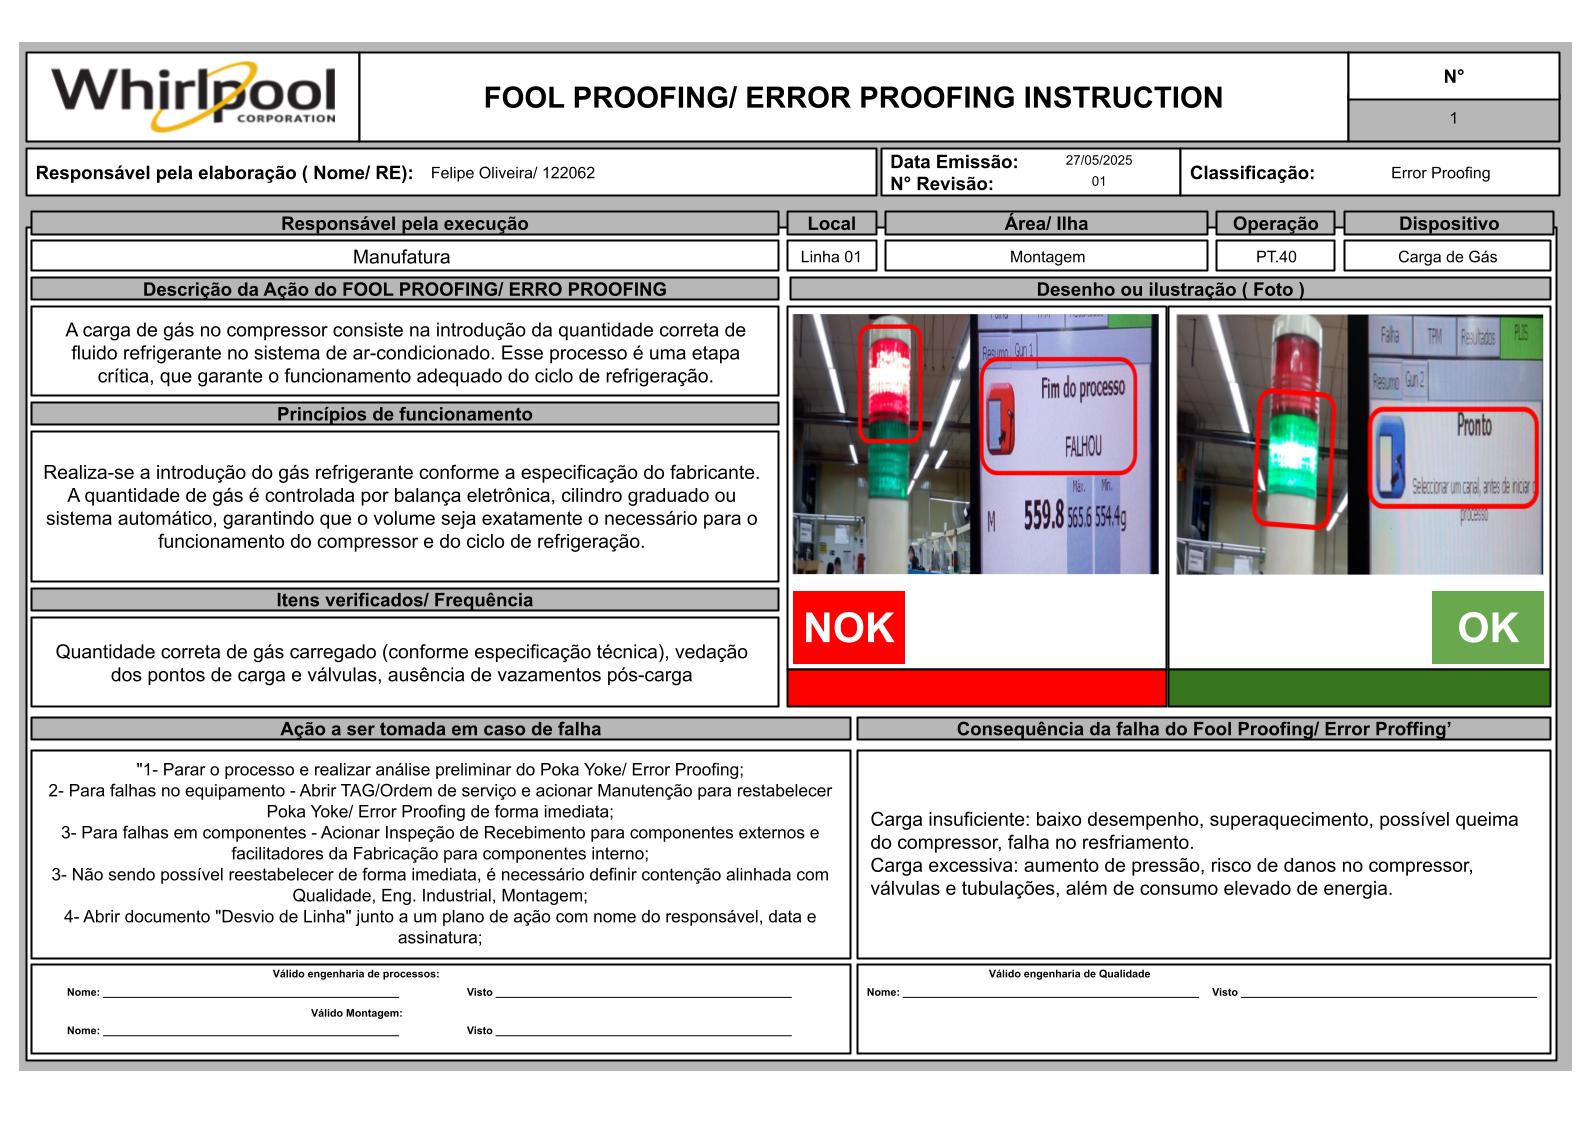 Whirlpool
CORPORATION
FOOL PROOFING/ ERROR PROOFING INSTRUCTION
N°
1
Responsável pela elaboração ( Nome/ RE): Felipe Oliveira/ 122062
Data Emissão: 27/05/2025
N° Revisão: 01
Classificação: Error Proofing
Responsável pela execução
Manufatura
Local
Linha 01
Área/ Ilha
Montagem
Operação
PT.40
Dispositivo
Carga de Gás
Descrição da Ação do FOOL PROOFING/ ERRO PROOFING
A carga de gás no compressor consiste na introdução da quantidade correta de
fluido refrigerante no sistema de ar-condicionado. Esse processo é uma etapa
crítica, que garante o funcionamento adequado do ciclo de refrigeração.
Princípios de funcionamento
Realiza-se a introdução do gás refrigerante conforme a especificação do fabricante.
A quantidade de gás é controlada por balança eletrônica, cilindro graduado ou
sistema automático, garantindo que o volume seja exatamente o necessário para o
funcionamento do compressor e do ciclo de refrigeração.
Itens verificados/ Frequência
Quantidade correta de gás carregado (conforme especificação técnica), vedação
dos pontos de carga e válvulas, ausência de vazamentos pós-carga
Desenho ou ilustração ( Foto )
Resumo Gun 1
Fim do processo
FALHOU
Máx. Mín.
M 559.8 565.6 554.4g
NOK
Falha TPM Resultados PLIS
Resumo Gun 2
Pronto
Seleccionar um canal, antes de iniciar o
processo
OK
Ação a ser tomada em caso de falha
"1- Parar o processo e realizar análise preliminar do Poka Yoke/ Error Proofing;
2- Para falhas no equipamento - Abrir TAG/Ordem de serviço e acionar Manutenção para restabelecer
Poka Yoke/ Error Proofing de forma imediata;
3- Para falhas em componentes - Acionar Inspeção de Recebimento para componentes externos e
facilitadores da Fabricação para componentes interno;
3- Não sendo possível reestabelecer de forma imediata, é necessário definir contenção alinhada com
Qualidade, Eng. Industrial, Montagem;
4- Abrir documento "Desvio de Linha" junto a um plano de ação com nome do responsável, data e
assinatura;
Consequência da falha do Fool Proofing/ Error Proffing’
Carga insuficiente: baixo desempenho, superaquecimento, possível queima
do compressor, falha no resfriamento.
Carga excessiva: aumento de pressão, risco de danos no compressor,
válvulas e tubulações, além de consumo elevado de energia.
Válido engenharia de processos:
Nome: Visto
Válido Montagem:
Nome: Visto
Válido engenharia de Qualidade
Nome: Visto